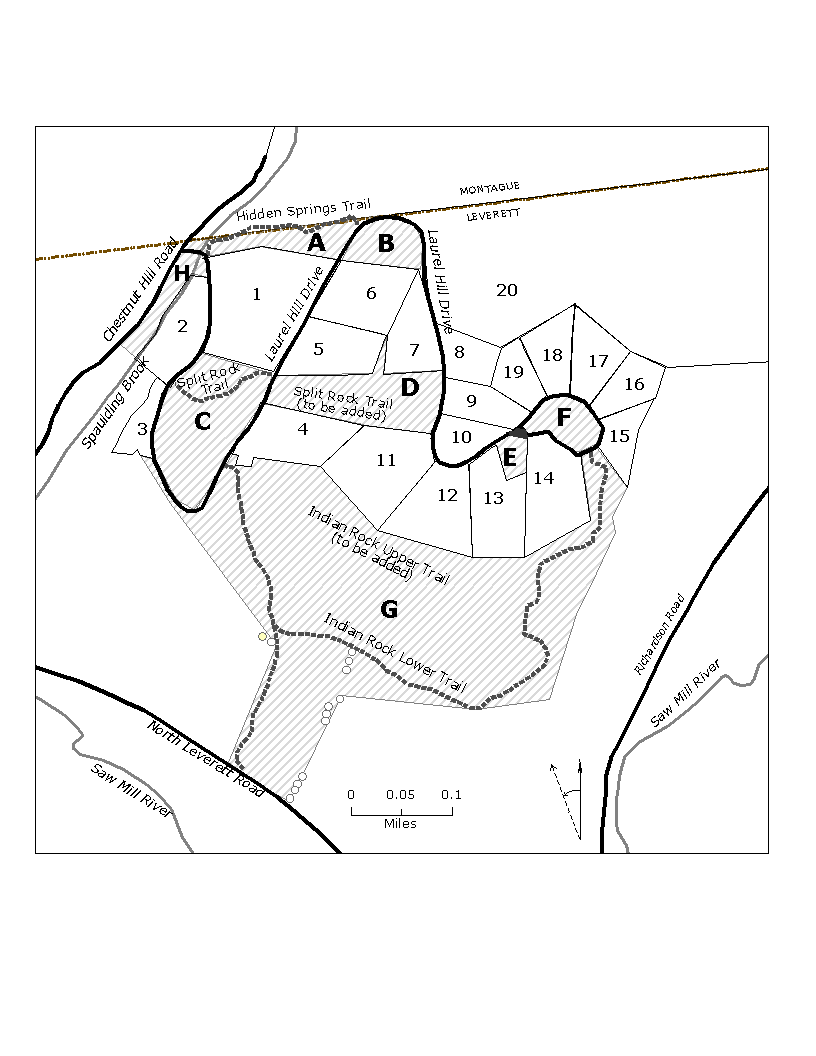 MONTAGUE
LEVERETT
Hidden Springs Trail
A
B
H
Chestnut Hill Road
Laurel Hill Drive
Laurel Hill Drive
1
6
20
2
5
7
8
19
18
17
16
Spaulding Brook
Split Rock
Trail
D
Split Rock Trail
(to be added)
9
C
F
3
4
10
15
E
11
12
13
14
Indian Rock Upper Trail
(to be added)
G
Indian Rock Lower Trail
Richardson Road
Saw Mill River
North Leverett Road
Saw Mill River
0 0.05 0.1
Miles